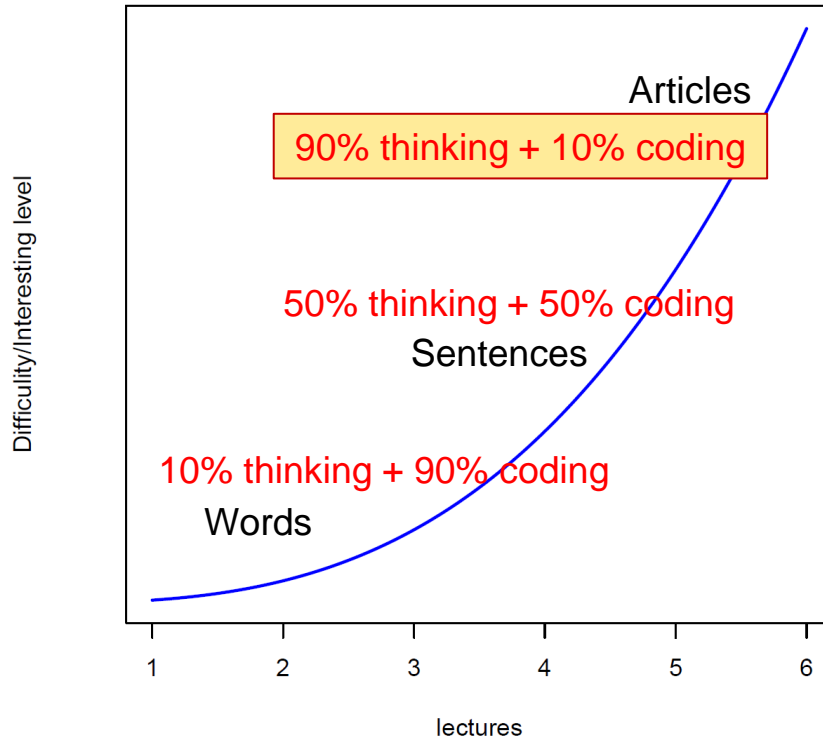 Articles
90% thinking + 10% coding
50% thinking + 50% coding
Sentences
10% thinking + 90% coding
Words
Difficulity/Interesting level
1 2 3 4 5 6
lectures